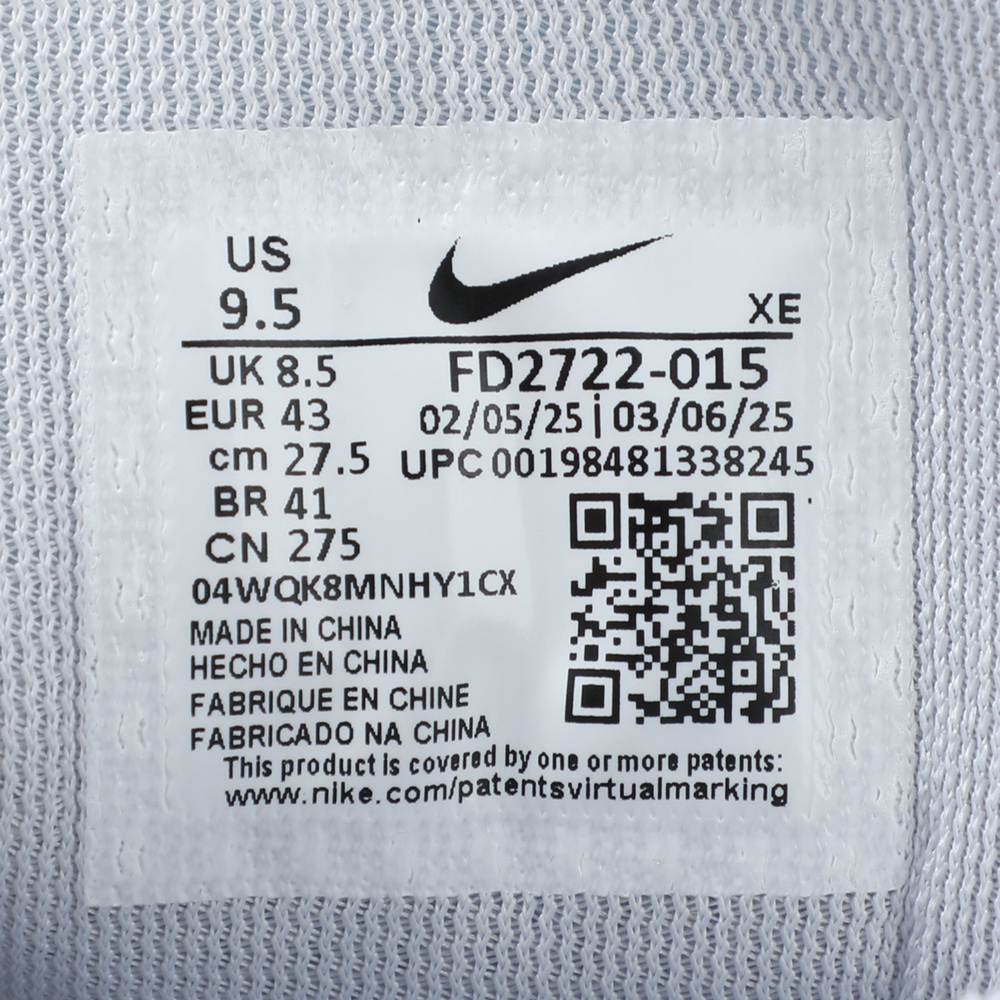 US
9.5
XE
UK 8.5
FD2722-015
EUR 43
02/05/25 | 03/06/25
cm 27.5
UPC 00198481338245
BR 41
CN 275
04WQK8MNHY1CX
MADE IN CHINA
HECHO EN CHINA
FABRIQUE EN CHINE
FABRICADO NA CHINA
This product is covered by one or more patents:
www.nike.com/patentsvirtualmarking